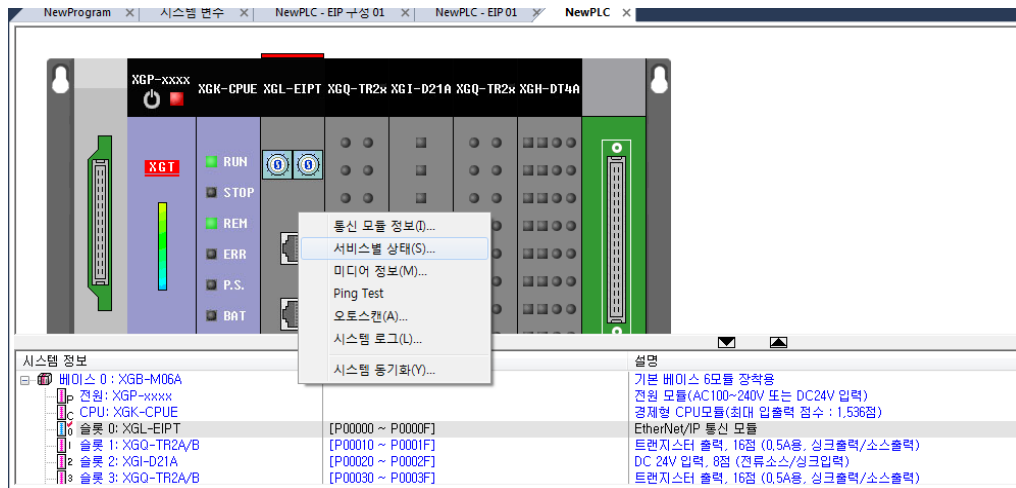 NewProgram × 시스템 변수 × NewPLC - EIP 구성 01 × NewPLC - EIP 01 × NewPLC ×
XGP-xxxx XGK-CPUE XGL-EIPT XGQ-TR2x XGI-D21A XGQ-TR2x XGH-DT4A
XGT
RUN
0 0
STOP
REM
ERR
P.S.
BAT
통신 모듈 정보(I)...
서비스별 상태(S)...
미디어 정보(M)...
Ping Test
오토스캔(A)...
시스템 로그(L)...
시스템 동기화(Y)...
시스템 정보 설명
베이스 0 : XGB-M06A 기본 베이스 6모듈 장착용
P 전원: XGP-xxxx 전원 모듈(AC100~240V 또는 DC24V 입력)
C CPU: XGK-CPUE 경제형 CPU모듈(최대 입출력 점수 : 1,536점)
0 슬롯 0: XGL-EIPT [P00000 ~ P0000F] EtherNet/IP 통신 모듈
1 슬롯 1: XGQ-TR2A/B [P00010 ~ P0001F] 트랜지스터 출력, 16점 (0,5A용, 싱크출력/소스출력)
2 슬롯 2: XGI-D21A [P00020 ~ P0002F] DC 24V 입력, 8점 (전류소스/싱크입력)
3 슬롯 3: XGQ-TR2A/B [P00030 ~ P0003F] 트랜지스터 출력, 16점 (0,5A용, 싱크출력/소스출력)